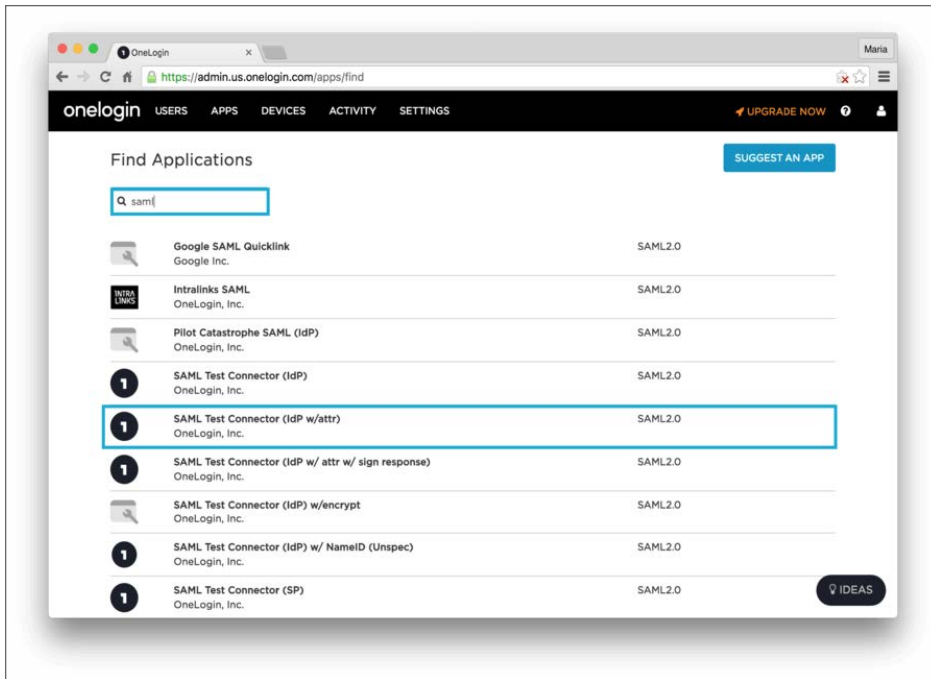 OneLogin
Maria
https://admin.us.onelogin.com/apps/find
onelogin USERS APPS DEVICES ACTIVITY SETTINGS UPGRADE NOW
Find Applications
SUGGEST AN APP
saml
Google SAML Quicklink SAML2.0
Google Inc.
INTRA
LINKS
Intralinks SAML SAML2.0
OneLogin, Inc.
Pilot Catastrophe SAML (IdP) SAML2.0
OneLogin, Inc.
1
SAML Test Connector (IdP) SAML2.0
OneLogin, Inc.
1
SAML Test Connector (IdP w/attr) SAML2.0
OneLogin, Inc.
1
SAML Test Connector (IdP w/ attr w/ sign response) SAML2.0
OneLogin, Inc.
SAML Test Connector (IdP) w/encrypt SAML2.0
OneLogin, Inc.
1
SAML Test Connector (IdP) w/ NameID (Unspec) SAML2.0
OneLogin, Inc.
1
SAML Test Connector (SP) SAML2.0
OneLogin, Inc.
IDEAS